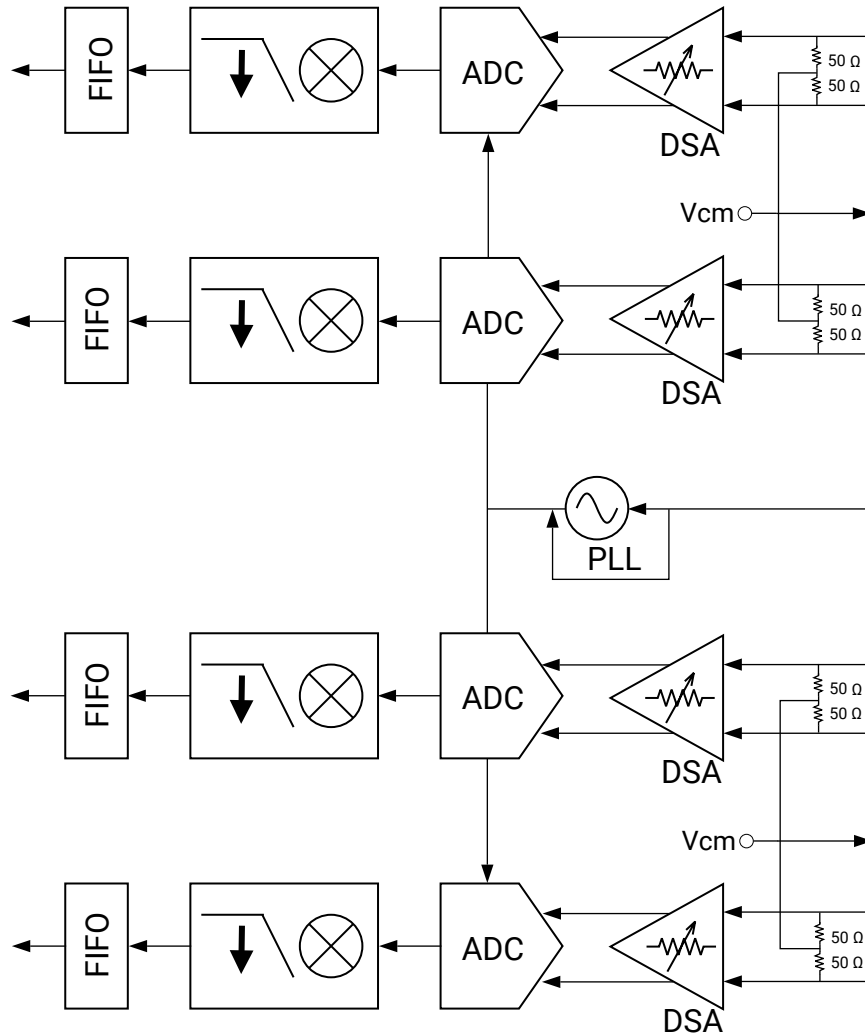 FIFO
ADC
DSA
50 Ω
50 Ω
Vcm
FIFO
ADC
DSA
50 Ω
50 Ω
PLL
FIFO
ADC
DSA
50 Ω
50 Ω
Vcm
FIFO
ADC
DSA
50 Ω
50 Ω